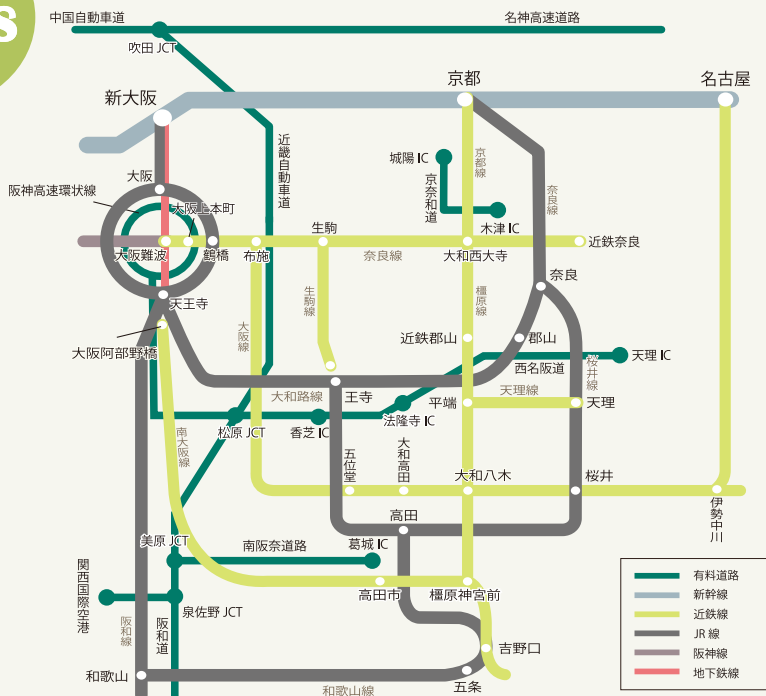 s
中国自動車道
名神高速道路
吹田 JCT
新大阪
京都
名古屋
近畿自動車道
城陽 IC
京都線
京奈和道
奈良線
木津 IC
大阪
阪神高速環状線
大阪上本町
大阪難波
鶴橋
布施
生駒
奈良線
大和西大寺
近鉄奈良
天王寺
生駒線
橿原線
奈良
大阪線
近鉄郡山
郡山
大阪阿部野橋
西名阪道
天理 IC
桜井線
大和路線
王寺
天理線
平端
天理
法隆寺 IC
松原 JCT
香芝 IC
南大阪線
五位堂
大和高田
大和八木
桜井
伊勢中川
高田
美原 JCT
南阪奈道路
葛城 IC
関西国際空港
高田市
橿原神宮前
泉佐野 JCT
阪和線
阪和道
吉野口
和歌山
和歌山線
五条
有料道路
新幹線
近鉄線
JR 線
阪神線
地下鉄線